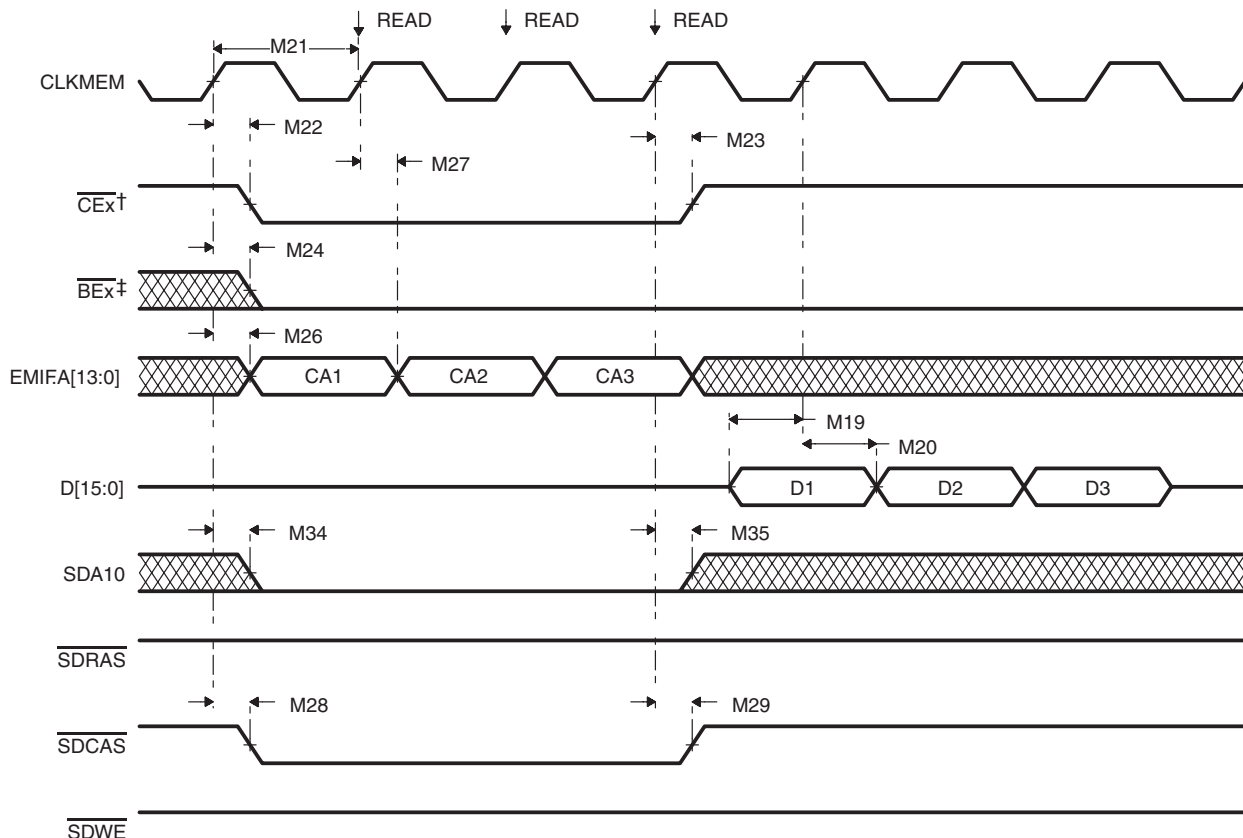 READ READ READ
M21
CLKMEM
M22 M23
M27
CEx†
M24
BEx‡
M26
EMIF.A[13:0] CA1 CA2 CA3
M19
M20
D[15:0] D1 D2 D3
M34 M35
SDA10
SDRAS
M28 M29
SDCAS
SDWE